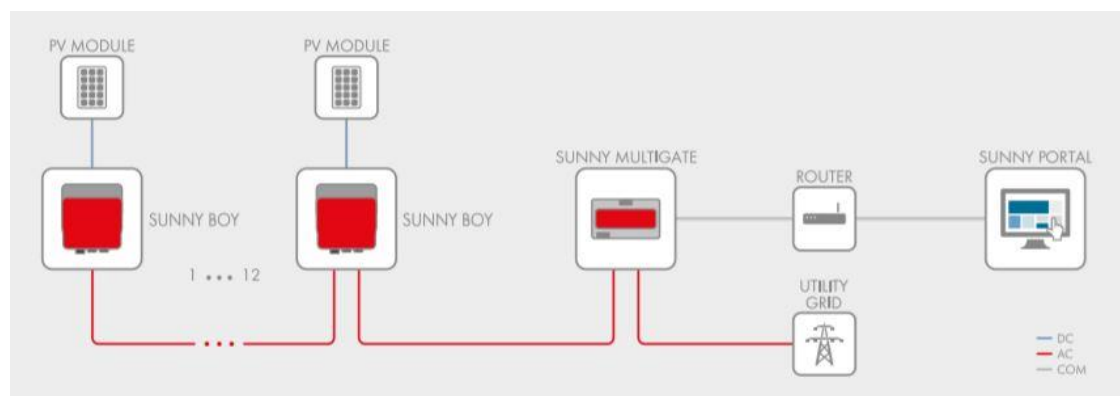 PV MODULE
PV MODULE
SUNNY BOY
SUNNY BOY
1 ... 12
SUNNY MULTIGATE
ROUTER
SUNNY PORTAL
UTILITY
GRID
DC
AC
COM